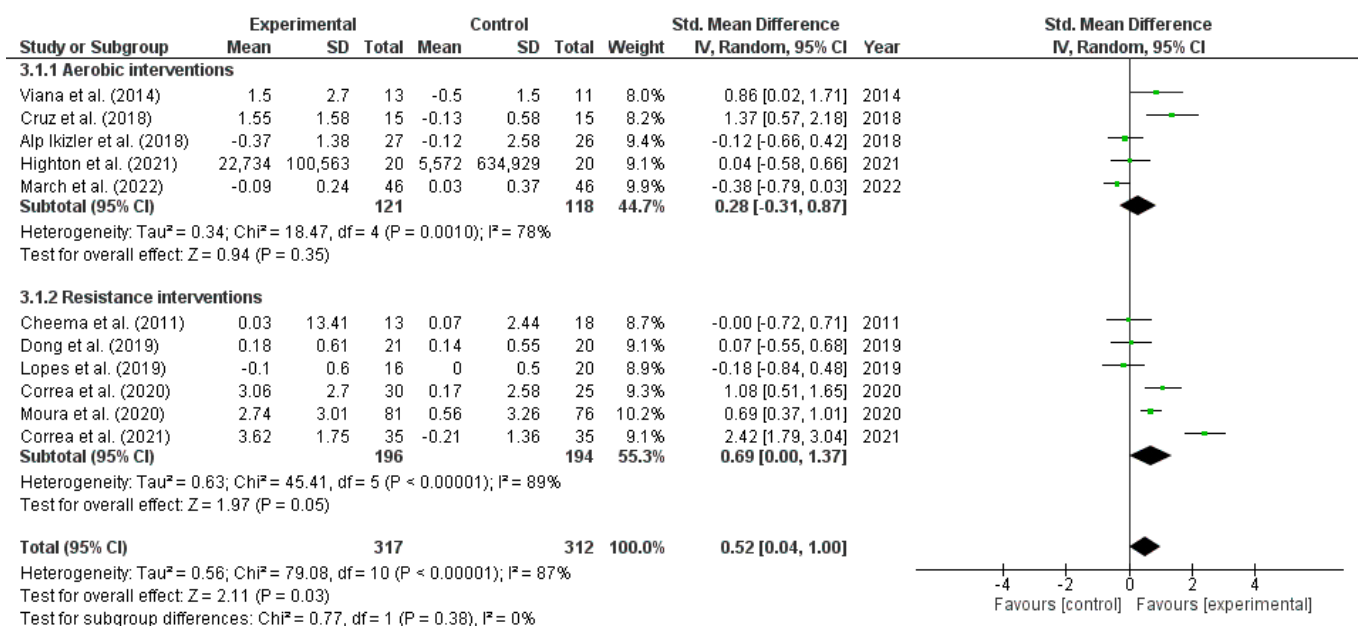 Experimental Control Std. Mean Difference Std. Mean Difference
Study or Subgroup Mean SD Total Mean SD Total Weight IV, Random, 95% CI Year IV, Random, 95% CI
3.1.1 Aerobic interventions
Viana et al. (2014) 1.5 2.7 13 -0.5 1.5 11 8.0% 0.86 [0.02, 1.71] 2014
Cruz et al. (2018) 1.55 1.58 15 -0.13 0.58 15 8.2% 1.37 [0.57, 2.18] 2018
Alp Ikizler et al. (2018) -0.37 1.38 27 -0.12 2.58 26 9.4% -0.12 [-0.66, 0.42] 2018
Highton et al. (2021) 22,734 100,563 20 5,572 634,929 20 9.1% 0.04 [-0.58, 0.66] 2021
March et al. (2022) -0.09 0.24 46 0.03 0.37 46 9.9% -0.38 [-0.79, 0.03] 2022
Subtotal (95% CI) 121 118 44.7% 0.28 [-0.31, 0.87]
Heterogeneity: Tau² = 0.34; Chi² = 18.47, df = 4 (P = 0.0010); I² = 78%
Test for overall effect: Z = 0.94 (P = 0.35)
3.1.2 Resistance interventions
Cheema et al. (2011) 0.03 13.41 13 0.07 2.44 18 8.7% -0.00 [-0.72, 0.71] 2011
Dong et al. (2019) 0.18 0.61 21 0.14 0.55 20 9.1% 0.07 [-0.55, 0.68] 2019
Lopes et al. (2019) -0.1 0.6 16 0 0.5 20 8.9% -0.18 [-0.84, 0.48] 2019
Correa et al. (2020) 3.06 2.7 30 0.17 2.58 25 9.3% 1.08 [0.51, 1.65] 2020
Moura et al. (2020) 2.74 3.01 81 0.56 3.26 76 10.2% 0.69 [0.37, 1.01] 2020
Correa et al. (2021) 3.62 1.75 35 -0.21 1.36 35 9.1% 2.42 [1.79, 3.04] 2021
Subtotal (95% CI) 196 194 55.3% 0.69 [0.00, 1.37]
Heterogeneity: Tau² = 0.63; Chi² = 45.41, df = 5 (P < 0.00001); I² = 89%
Test for overall effect: Z = 1.97 (P = 0.05)
Total (95% CI) 317 312 100.0% 0.52 [0.04, 1.00]
Heterogeneity: Tau² = 0.56; Chi² = 79.08, df = 10 (P < 0.00001); I² = 87%
Test for overall effect: Z = 2.11 (P = 0.03)
Test for subgroup differences: Chi² = 0.77, df = 1 (P = 0.38), I² = 0%
-4 -2 0 2 4
Favours [control] Favours [experimental]